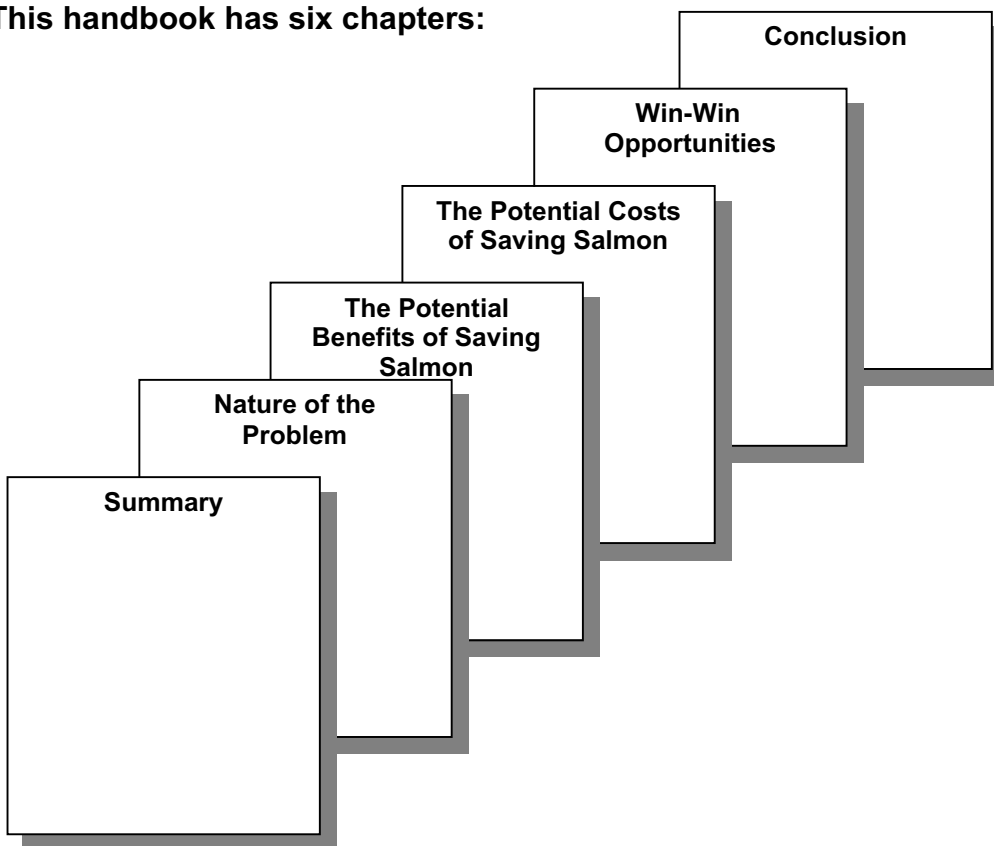 This handbook has six chapters:
Conclusion
Win-Win
Opportunities
The Potential Costs
of Saving Salmon
The Potential
Benefits of Saving
Salmon
Nature of the
Problem
Summary